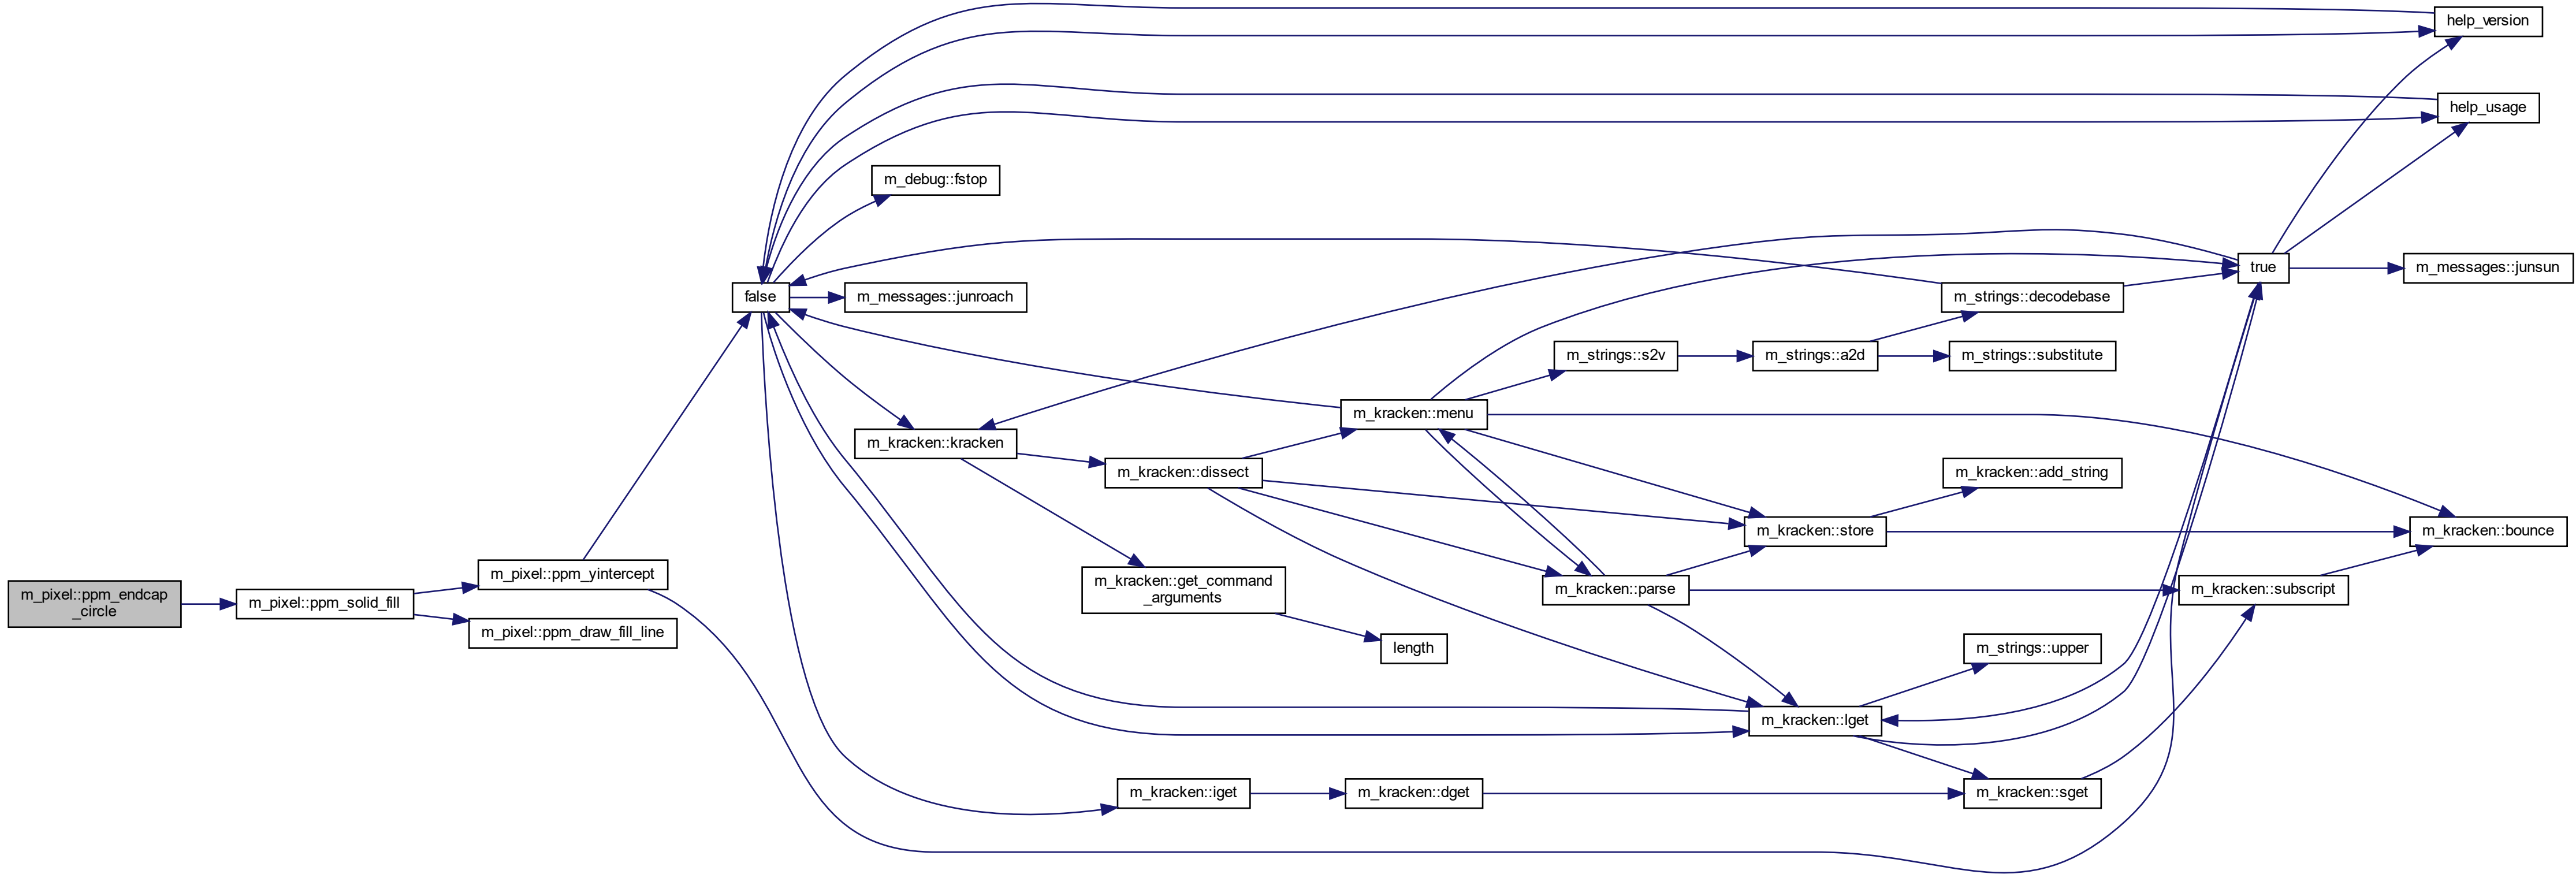 help_version
help_usage
m_debug::fstop
true
m_messages::junsun
false
m_messages::junroach
m_strings::decodebase
m_strings::s2v
m_strings::a2d
m_strings::substitute
m_kracken::menu
m_kracken::kracken
m_kracken::dissect
m_kracken::add_string
m_kracken::store
m_kracken::bounce
m_pixel::ppm_endcap
_circle
m_pixel::ppm_solid_fill
m_pixel::ppm_yintercept
m_pixel::ppm_draw_fill_line
m_kracken::get_command
_arguments
m_kracken::parse
m_kracken::subscript
length
m_strings::upper
m_kracken::lget
m_kracken::iget
m_kracken::dget
m_kracken::sget